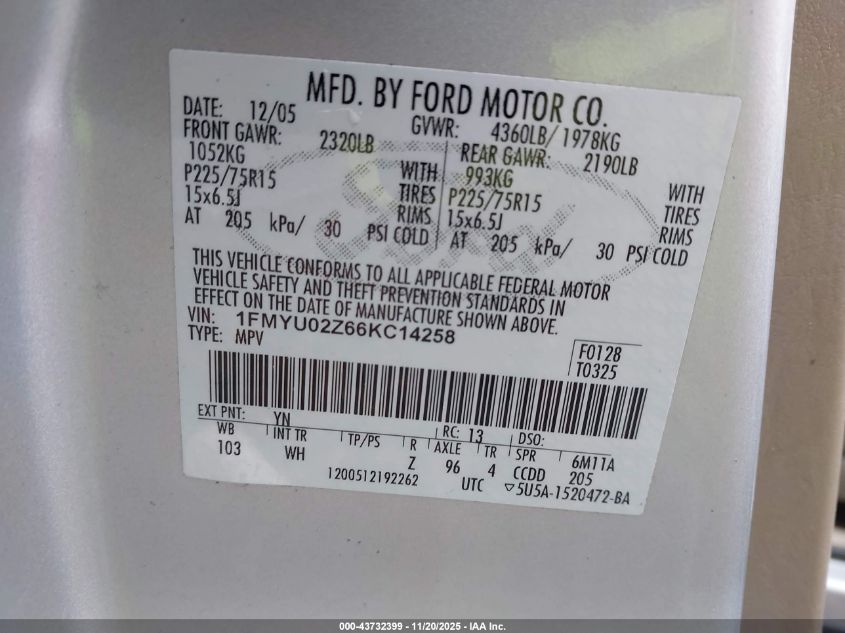 MFD. BY FORD MOTOR CO.
DATE: 12/05 GVWR: 4360LB/ 1978KG
FRONT GAWR: 2320LB REAR GAWR: 2190LB
1052KG WITH 993KG WITH
P225/75R15 TIRES P225/75R15 TIRES
15x6.5J RIMS 15x6.5J RIMS
AT 205 kPa/ 30 PSI COLD AT 205 kPa/ 30 PSI COLD
Ford
THIS VEHICLE CONFORMS TO ALL APPLICABLE FEDERAL MOTOR
VEHICLE SAFETY AND THEFT PREVENTION STANDARDS IN
EFFECT ON THE DATE OF MANUFACTURE SHOWN ABOVE.
VIN: 1FMYU02Z66KC14258
TYPE: MPV
F0128
T0325
EXT PNT: YN RC: 13 DSO:
WB INT TR TP/PS R AXLE TR SPR 6M11A
103 WH Z 96 4 CCDD 205
1200512192262 UTC ▽5U5A-1520472-BA
000-43732399 - 11/20/2025 - IAA Inc.